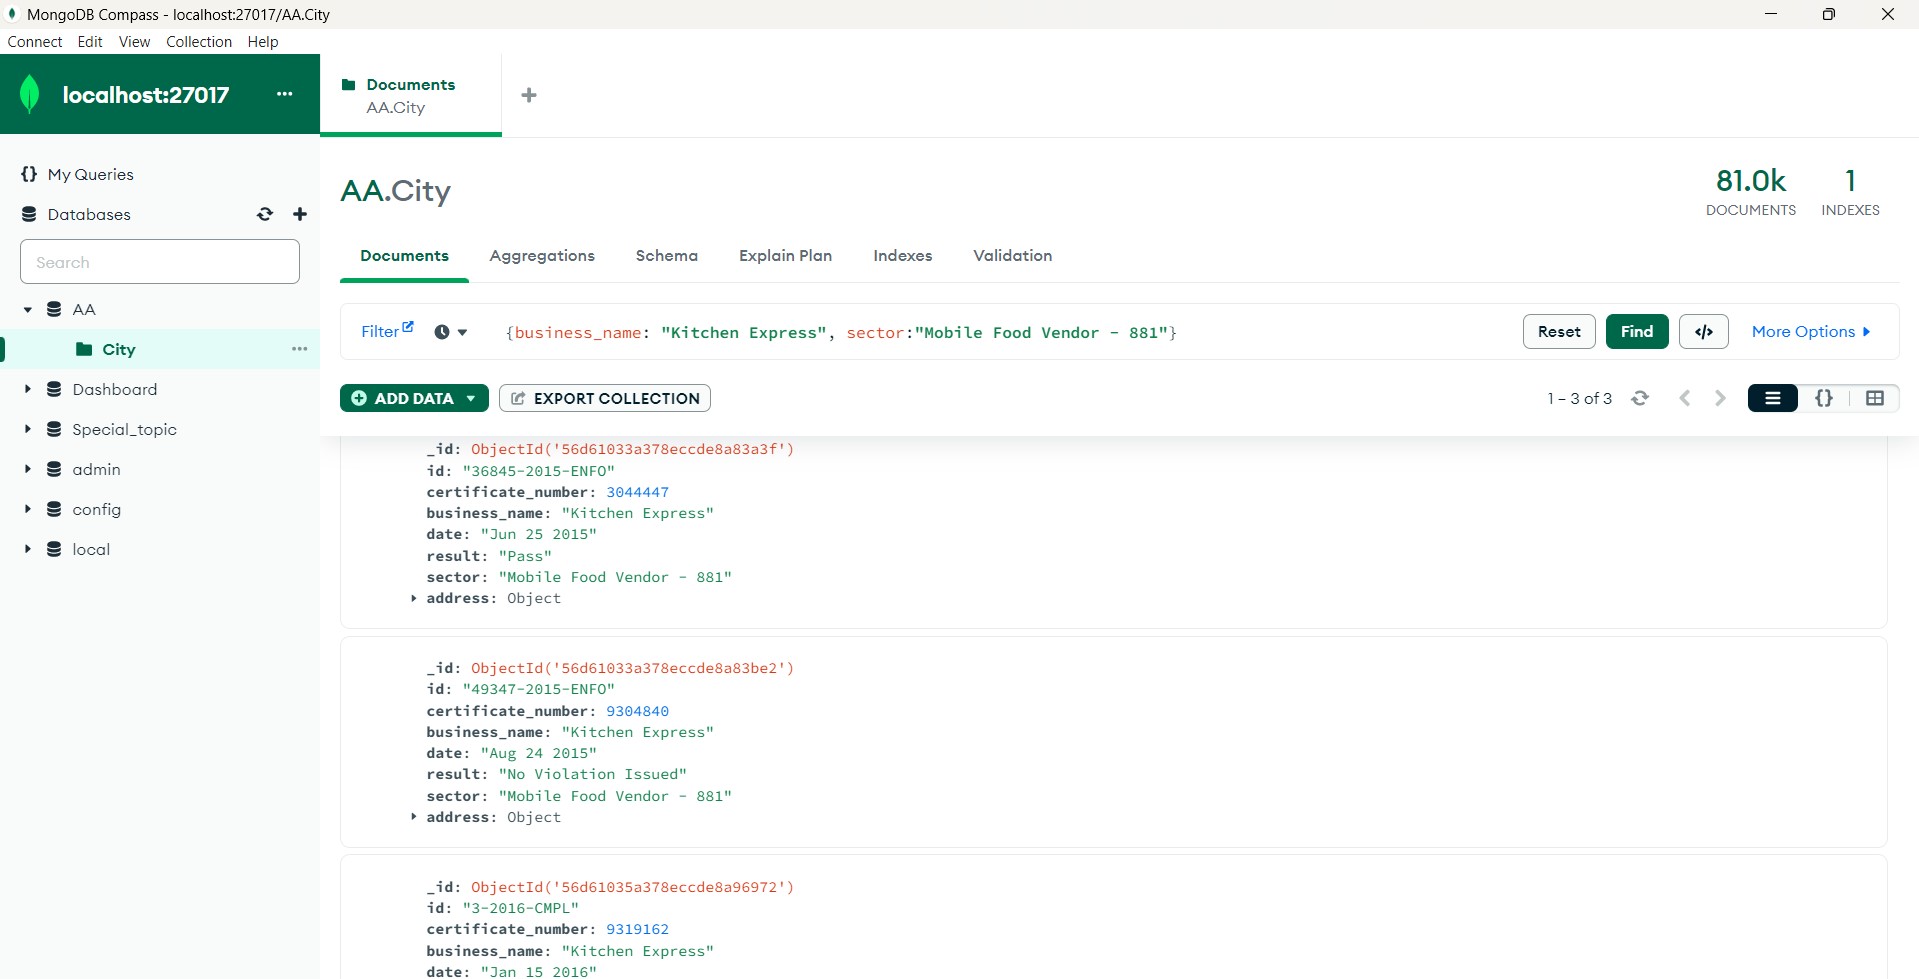 MongoDB Compass - localhost:27017/AA.City
Connect Edit View Collection Help
localhost:27017 ...
Documents
AA.City
+
{} My Queries
Databases
Search
AA
City ...
Dashboard
Special_topic
admin
config
local
AA.City
81.0k
DOCUMENTS
1
INDEXES
Documents Aggregations Schema Explain Plan Indexes Validation
Filter {business_name: "Kitchen Express", sector:"Mobile Food Vendor - 881"} Reset Find </> More Options
ADD DATA EXPORT COLLECTION 1 – 3 of 3 {}
_id: ObjectId('56d61033a378eccde8a83a3f')
id: "36845-2015-ENFO"
certificate_number: 3044447
business_name: "Kitchen Express"
date: "Jun 25 2015"
result: "Pass"
sector: "Mobile Food Vendor - 881"
address: Object
_id: ObjectId('56d61033a378eccde8a83be2')
id: "49347-2015-ENFO"
certificate_number: 9304840
business_name: "Kitchen Express"
date: "Aug 24 2015"
result: "No Violation Issued"
sector: "Mobile Food Vendor - 881"
address: Object
_id: ObjectId('56d61035a378eccde8a96972')
id: "3-2016-CMPL"
certificate_number: 9319162
business_name: "Kitchen Express"
date: "Jan 15 2016"